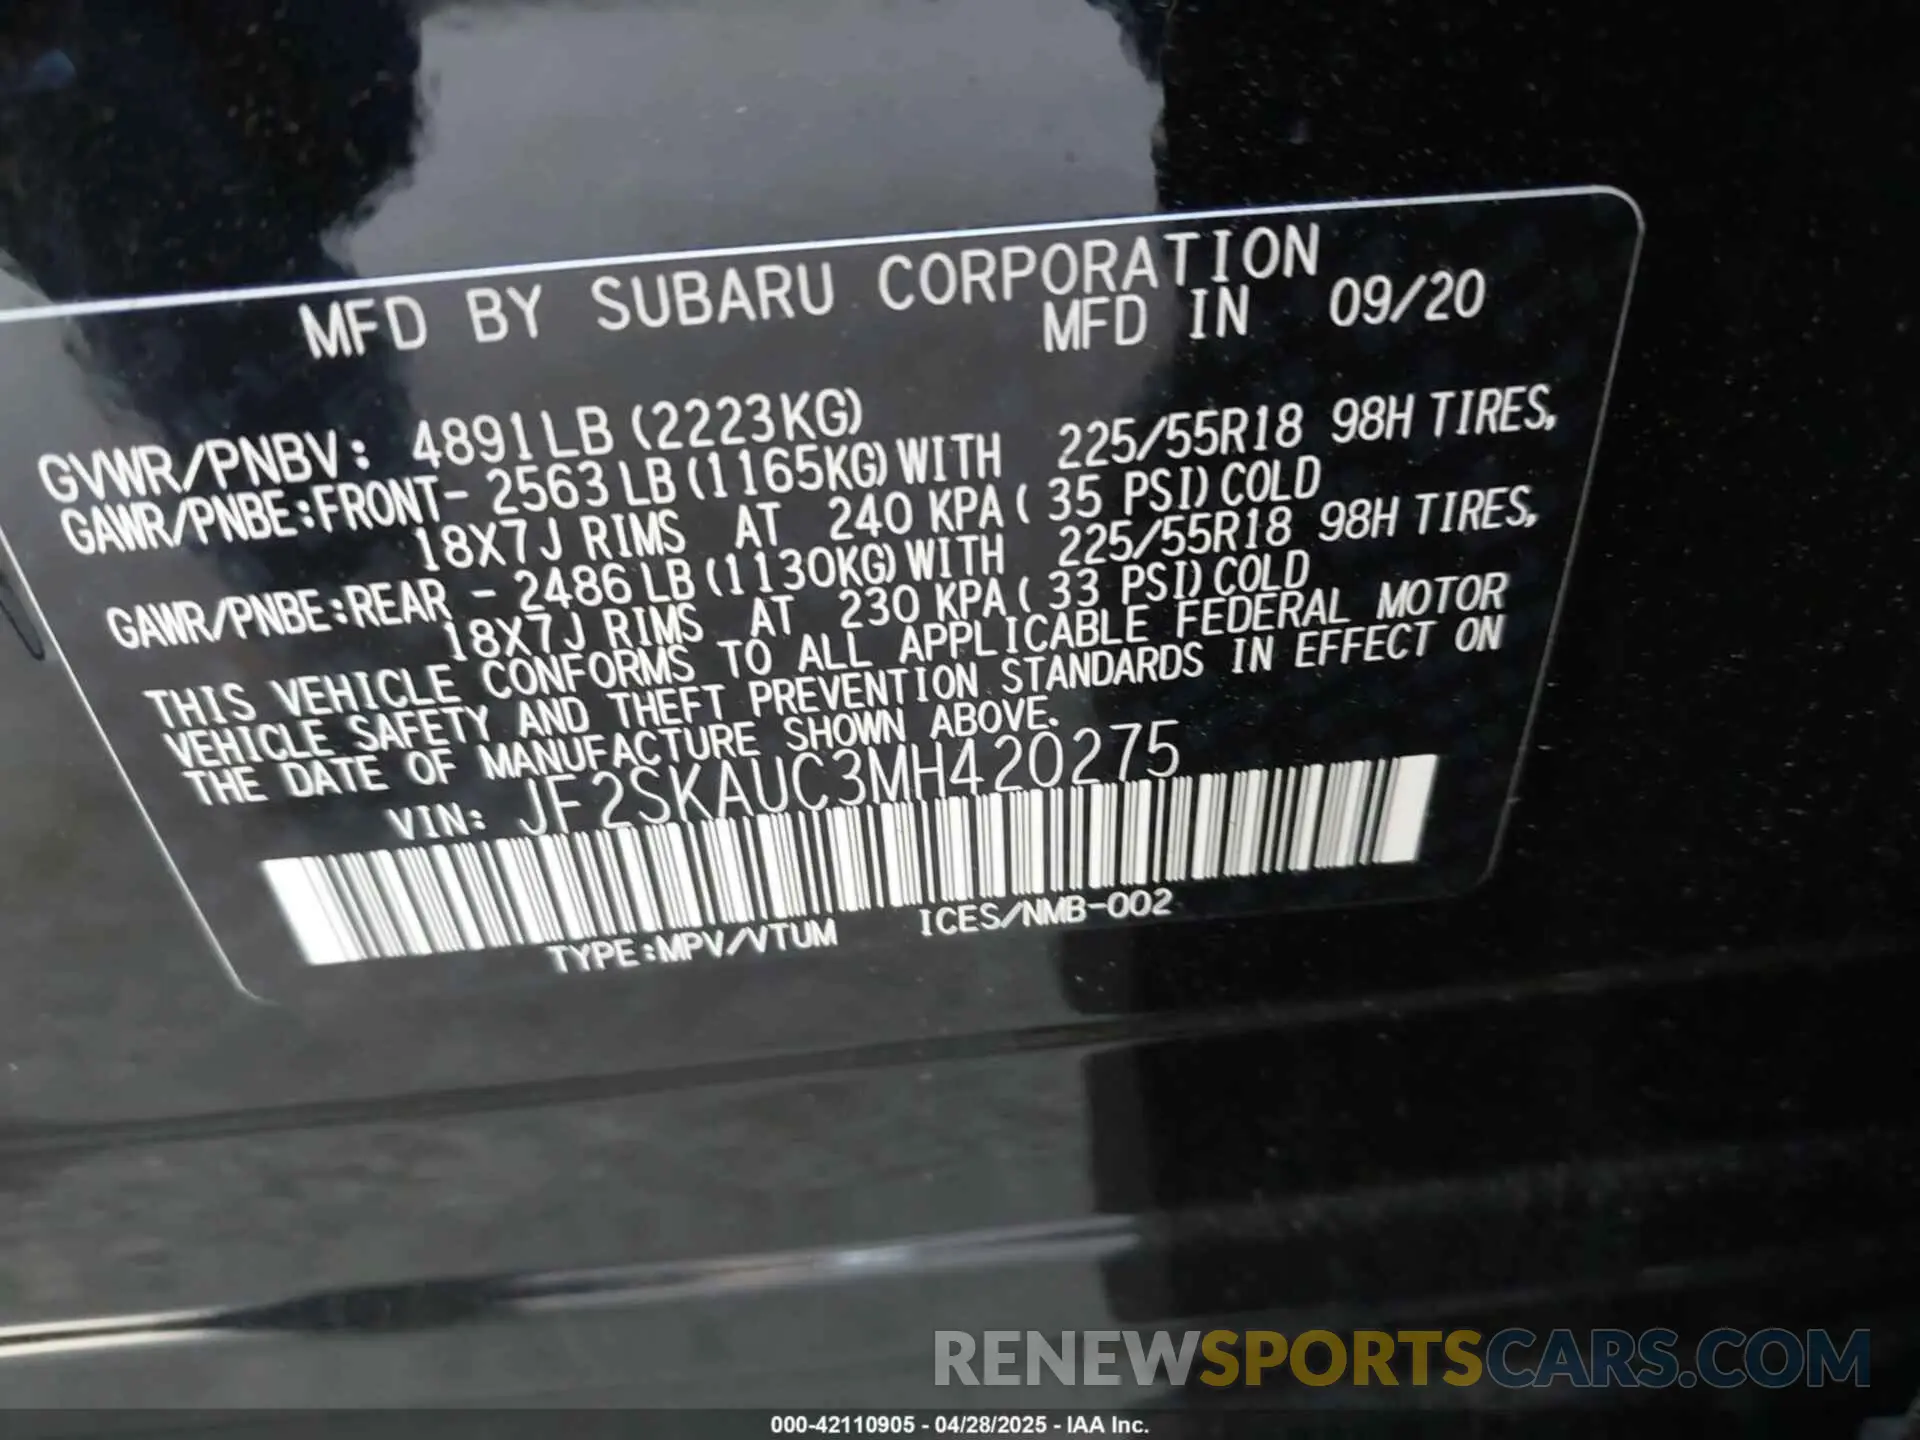 MFD BY SUBARU CORPORATION
MFD IN 09/20
GVWR/PNBV: 4891LB (2223KG)
GAWR/PNBE:FRONT- 2563 LB (1165KG) WITH 225/55R18 98H TIRES,
18X7J RIMS AT 240 KPA ( 35 PSI) COLD
GAWR/PNBE:REAR - 2486 LB (1130KG) WITH 225/55R18 98H TIRES,
18X7J RIMS AT 230 KPA ( 33 PSI) COLD
THIS VEHICLE CONFORMS TO ALL APPLICABLE FEDERAL MOTOR
VEHICLE SAFETY AND THEFT PREVENTION STANDARDS IN EFFECT ON
THE DATE OF MANUFACTURE SHOWN ABOVE.
VIN: JF2SKAUC3MH420275
TYPE:MPV/VTUM ICES/NMB-002
RENEWSPORTSCARS.COM
000-42110905 - 04/28/2025 - IAA Inc.